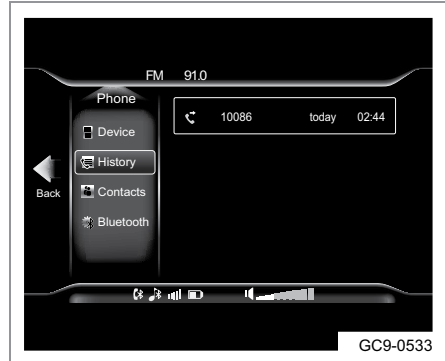 FM 91.0
Phone
10086 today 02:44
Device
History
Back
Contacts
Bluetooth
GC9-0533